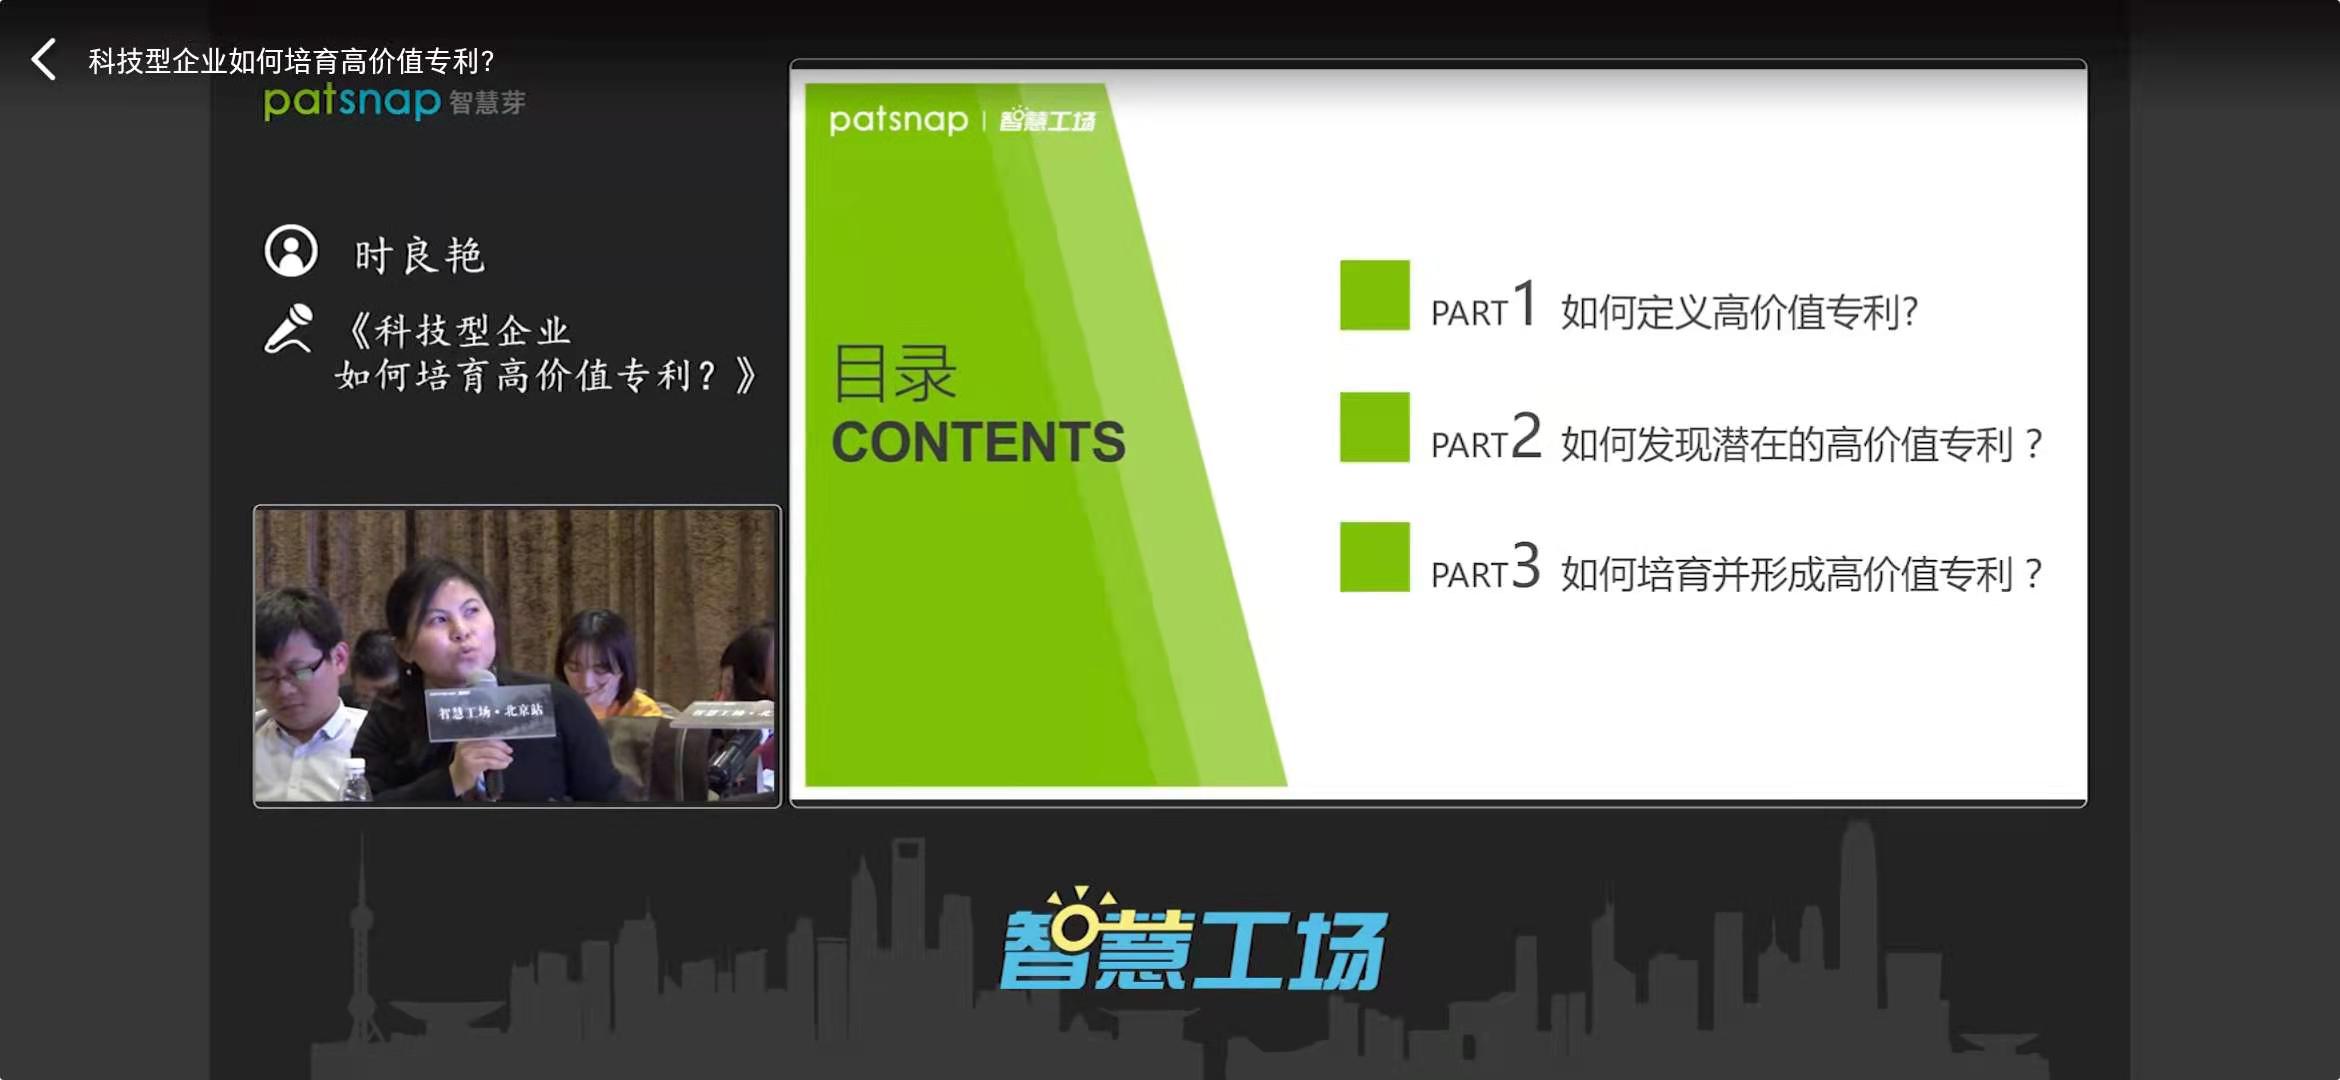 科技型企业如何培育高价值专利?
patsnap 智慧芽
时良艳
《科技型企业
如何培育高价值专利？》
智慧工场·北京站
patsnap | 智慧工场
目录
CONTENTS
PART1 如何定义高价值专利?
PART2 如何发现潜在的高价值专利？
PART3 如何培育并形成高价值专利？
智慧工场